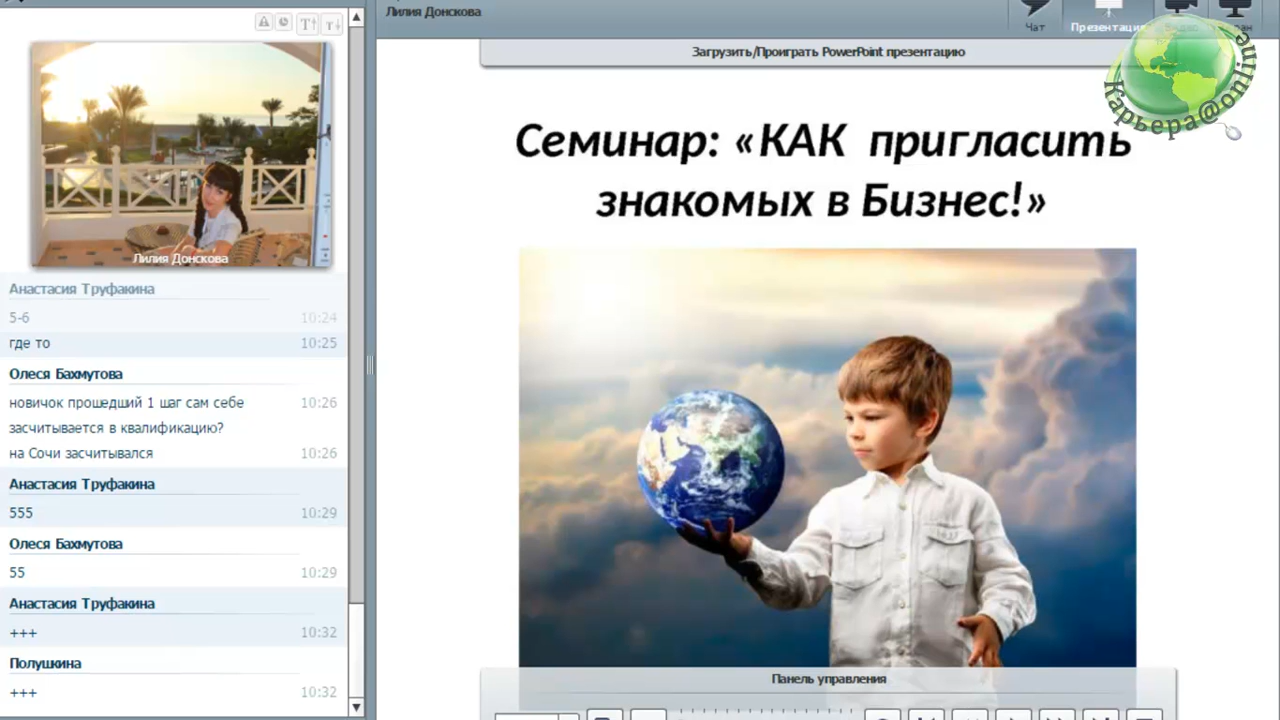 Лилия Донскова
Чат
Презентация
Загрузить/Проиграть PowerPoint презентацию
Карьера@online
Семинар: «КАК пригласить
знакомых в Бизнес!»
Лилия Донскова
Анастасия Труфакина
5-6 10:24
где то 10:25
Олеся Бахмутова
новичок прошедший 1 шаг сам себе 10:26
засчитывается в квалификацию?
на Сочи засчитывался 10:26
Анастасия Труфакина
555 10:29
Олеся Бахмутова
55 10:29
Анастасия Труфакина
+++ 10:32
Полушкина
+++ 10:32
Панель управления